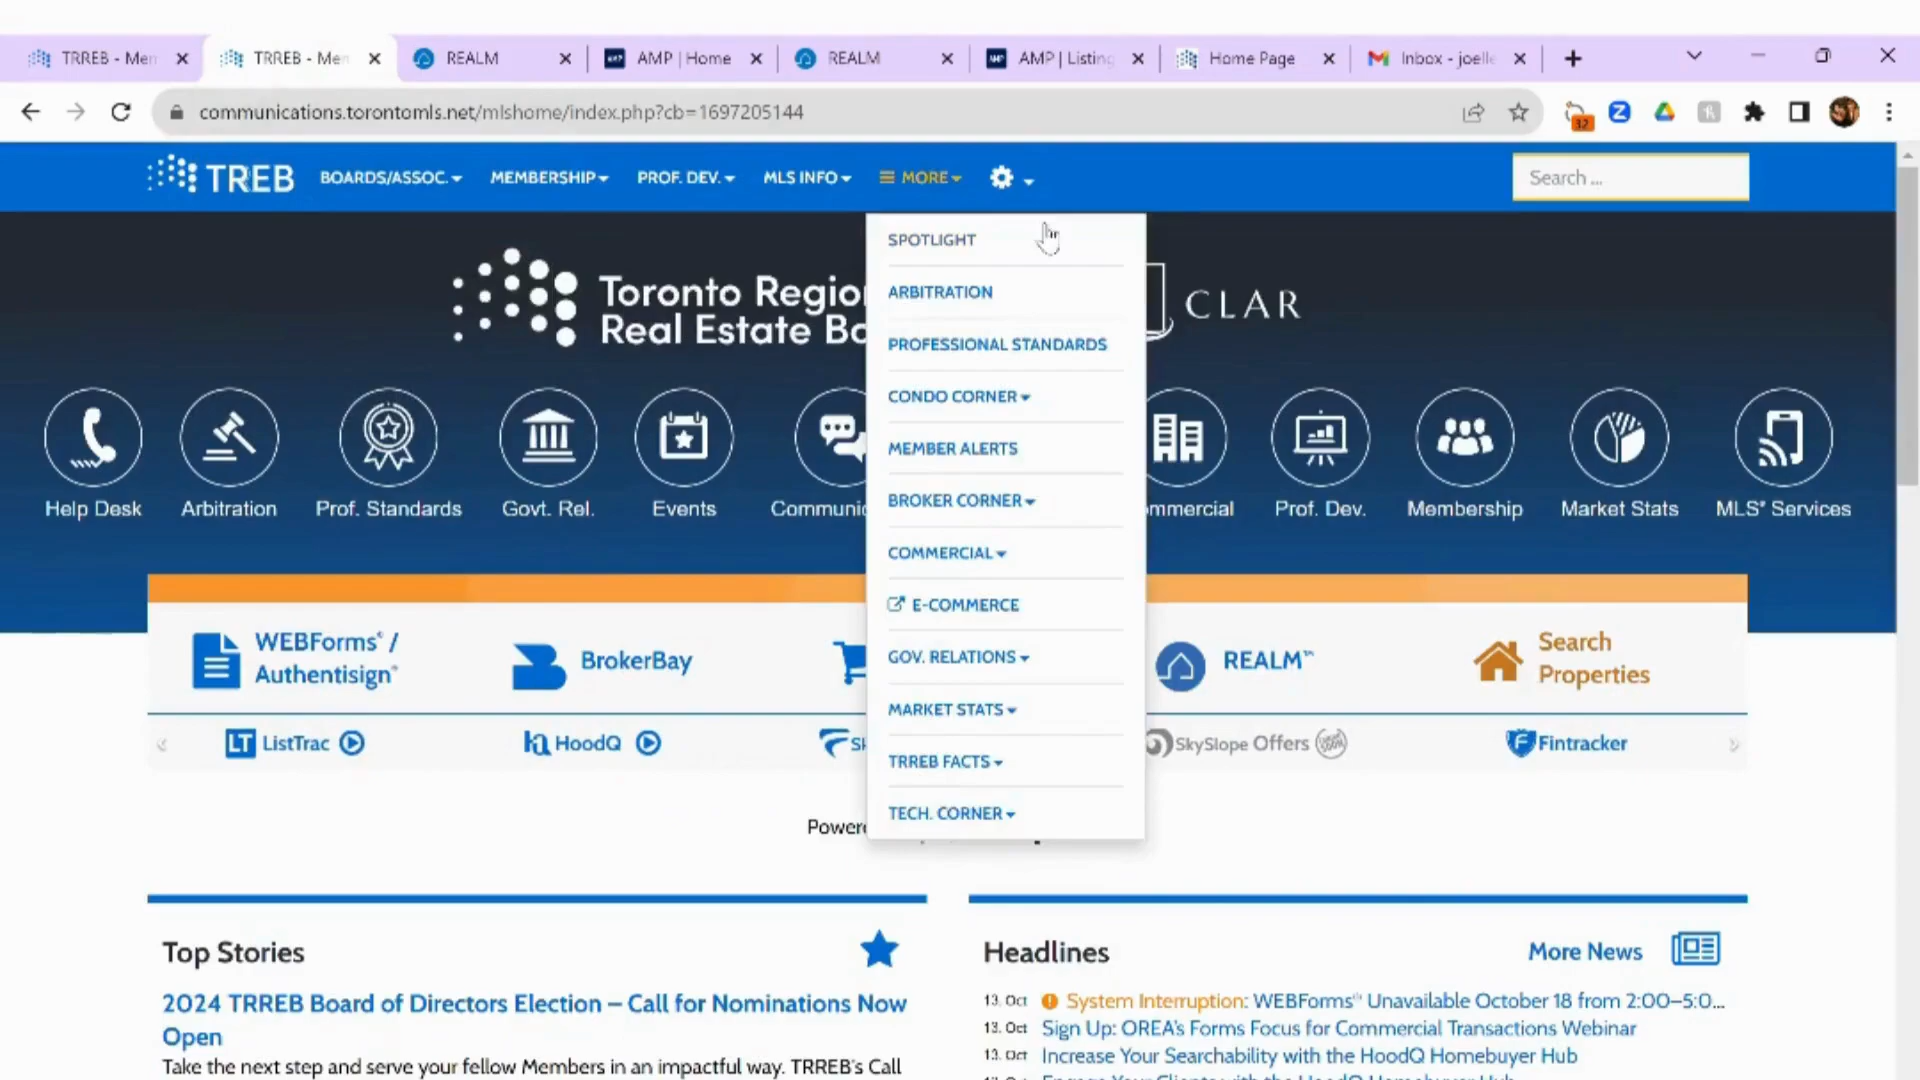 TRREB - Mem
TRREB - Mem
REALM
AMP | Home
REALM
AMP | Listing
Home Page
Inbox - joelle
communications.torontomls.net/mlshome/index.php?cb=1697205144
32
Z
TREB
BOARDS/ASSOC.
MEMBERSHIP
PROF. DEV.
MLS INFO
MORE
Search ...
SPOTLIGHT
ARBITRATION
PROFESSIONAL STANDARDS
CONDO CORNER
MEMBER ALERTS
BROKER CORNER
COMMERCIAL
E-COMMERCE
GOV. RELATIONS
MARKET STATS
TRREB FACTS
TECH. CORNER
Toronto Regio
Real Estate Bo
CLAR
Help Desk
Arbitration
Prof. Standards
Govt. Rel.
Events
Communic
mmercial
Prof. Dev.
Membership
Market Stats
MLS® Services
WEBForms® /
Authentisign®
BrokerBay
REALM™
Search
Properties
LT ListTrac
HoodQ
Sk
SkySlope Offers
Fintracker
Powere
Top Stories
2024 TRREB Board of Directors Election – Call for Nominations Now
Open
Take the next step and serve your fellow Members in an impactful way. TRREB's Call
Headlines
More News
13. Oct System Interruption: WEBForms® Unavailable October 18 from 2:00–5:0...
13. Oct Sign Up: OREA's Forms Focus for Commercial Transactions Webinar
13. Oct Increase Your Searchability with the HoodQ Homebuyer Hub